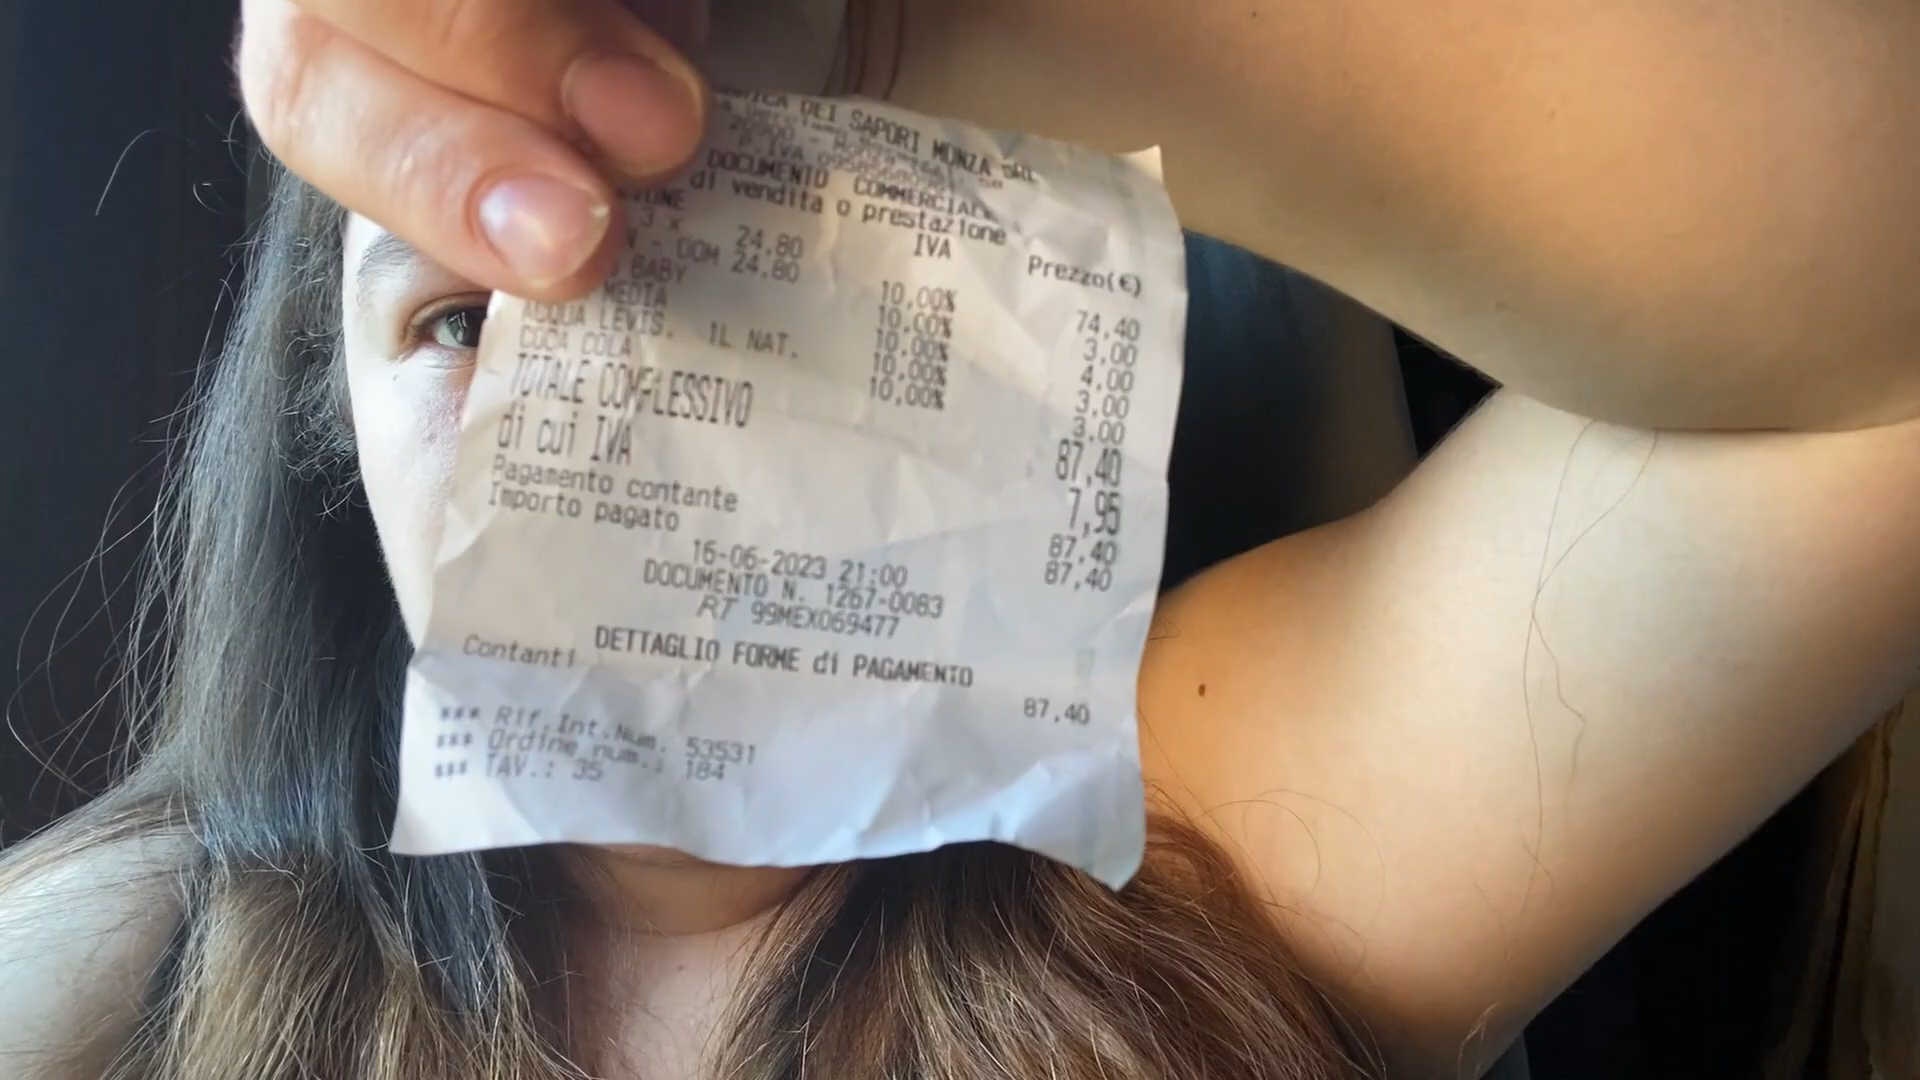 DEI SAPORI MONZA SRL
DOCUMENTO COMMERCIALE
di vendita o prestazione
IVA Prezzo(€)
3 x 24.80
DOM 24.80 10,00% 74,40
BABY 10,00% 3,00
MEDIA 10,00% 4,00
ACQUA LEVIS. 1L NAT. 10,00% 3,00
COCA COLA 10,00% 3,00
TOTALE COMPLESSIVO 87,40
di cui IVA 7,95
Pagamento contante 87,40
Importo pagato 87,40
16-06-2023 21:00
DOCUMENTO N. 1267-0083
RT 99MEX069477
DETTAGLIO FORME di PAGAMENTO
Contanti 87,40
*** Rif.Int.Num. 53531
*** Ordine num.: 184
*** TAV.: 35